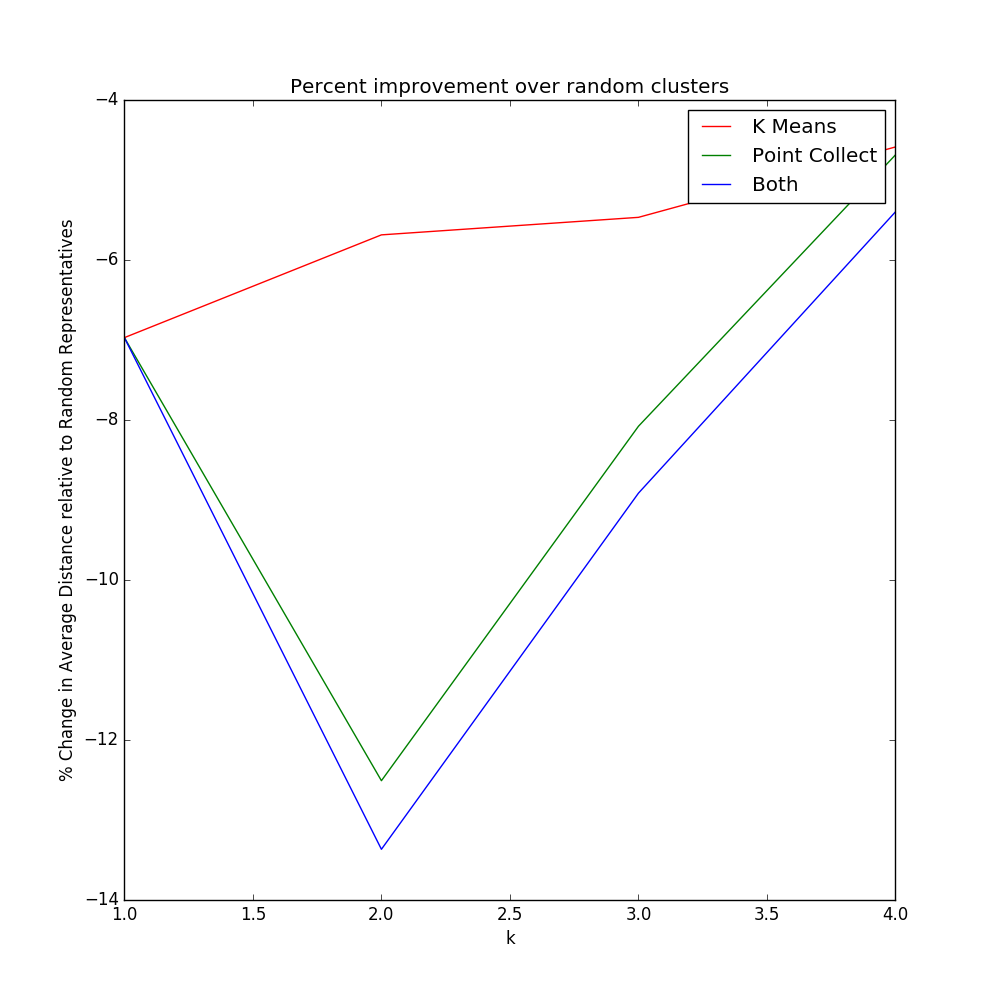 Percent improvement over random clusters
K Means
Point Collect
Both
% Change in Average Distance relative to Random Representatives
−4
−6
−8
−10
−12
−14
1.0 1.5 2.0 2.5 3.0 3.5 4.0
k